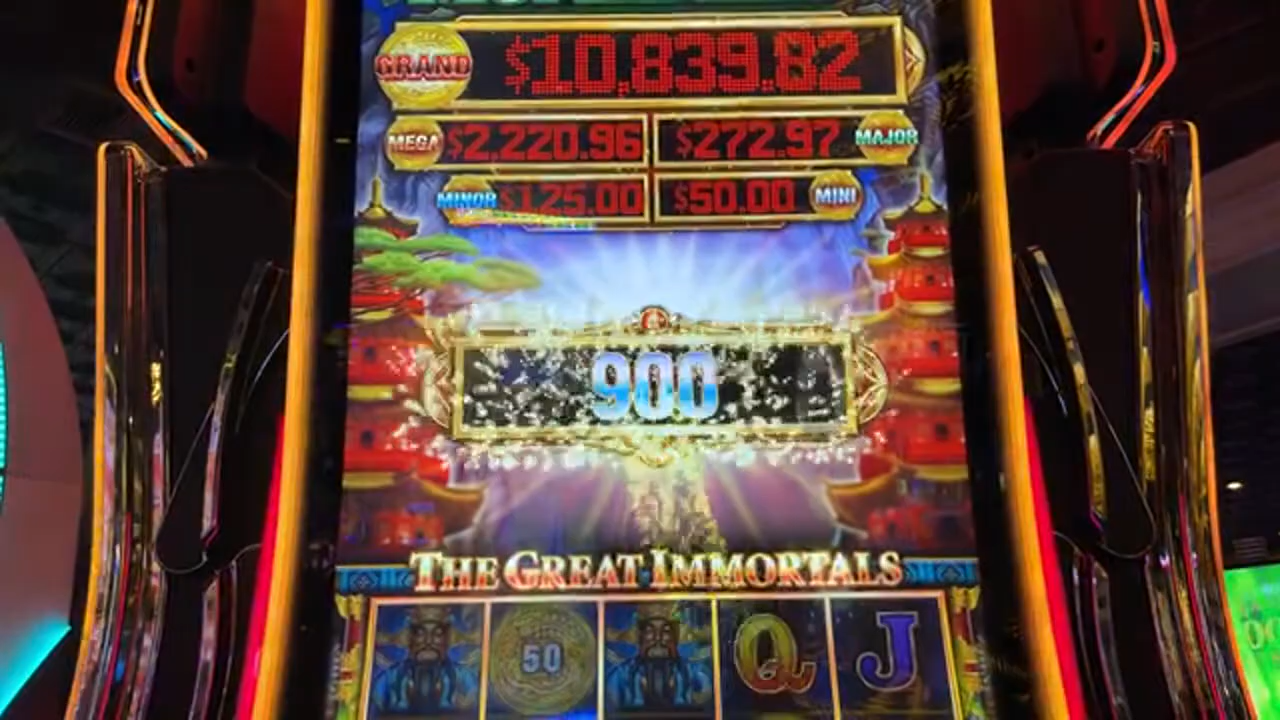 GRAND $10,839.82
MEGA $2,220.96 $272.97 MAJOR
MINOR $125.00 $50.00 MINI
900
THE GREAT IMMORTALS
50 Q J